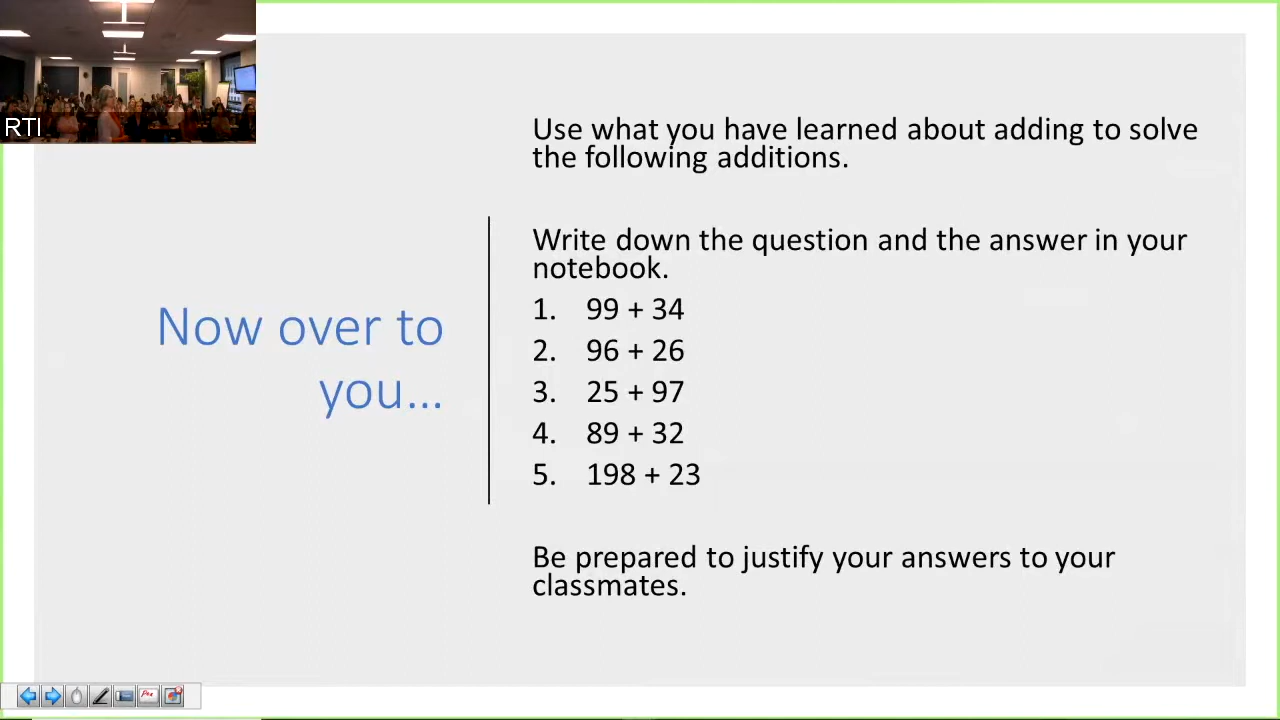 RTI
Now over to
you...
Use what you have learned about adding to solve
the following additions.
Write down the question and the answer in your
notebook.
1. 99 + 34
2. 96 + 26
3. 25 + 97
4. 89 + 32
5. 198 + 23
Be prepared to justify your answers to your
classmates.